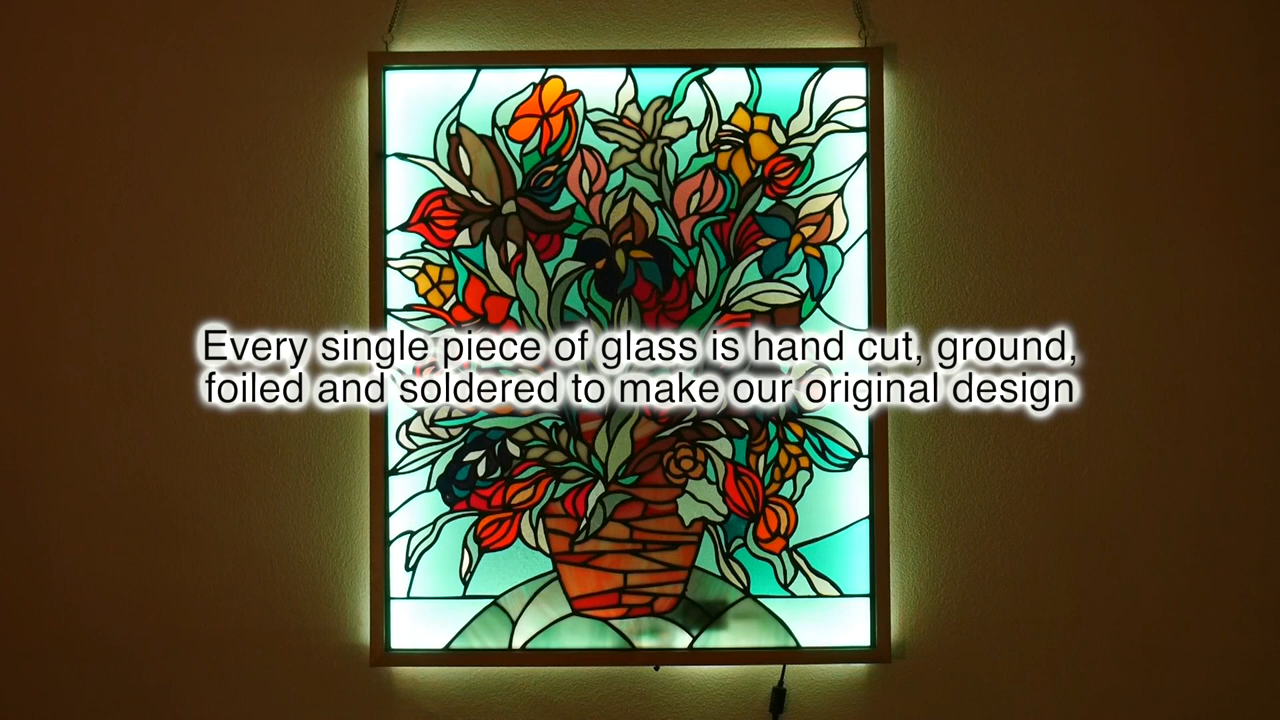 Every single piece of glass is hand cut, ground,
foiled and soldered to make our original design